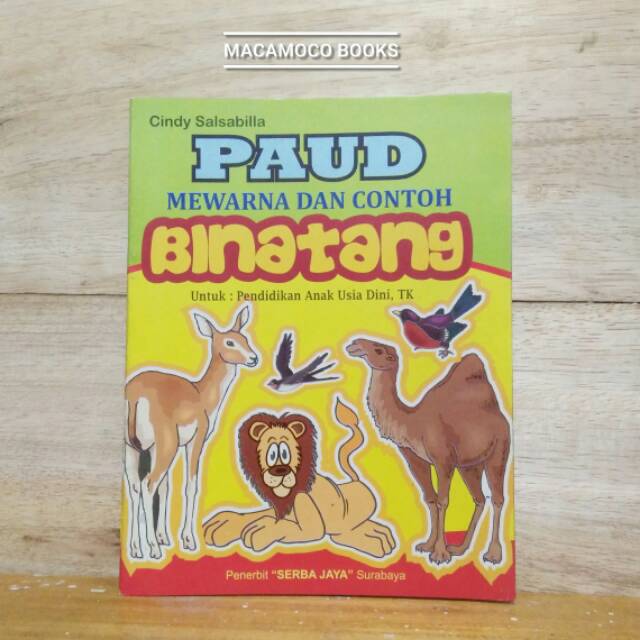 MACAMOCO BOOKS
Cindy Salsabilla
PAUD
MEWARNA DAN CONTOH
BINatang
Untuk : Pendidikan Anak Usia Dini, TK
Penerbit "SERBA JAYA" Surabaya